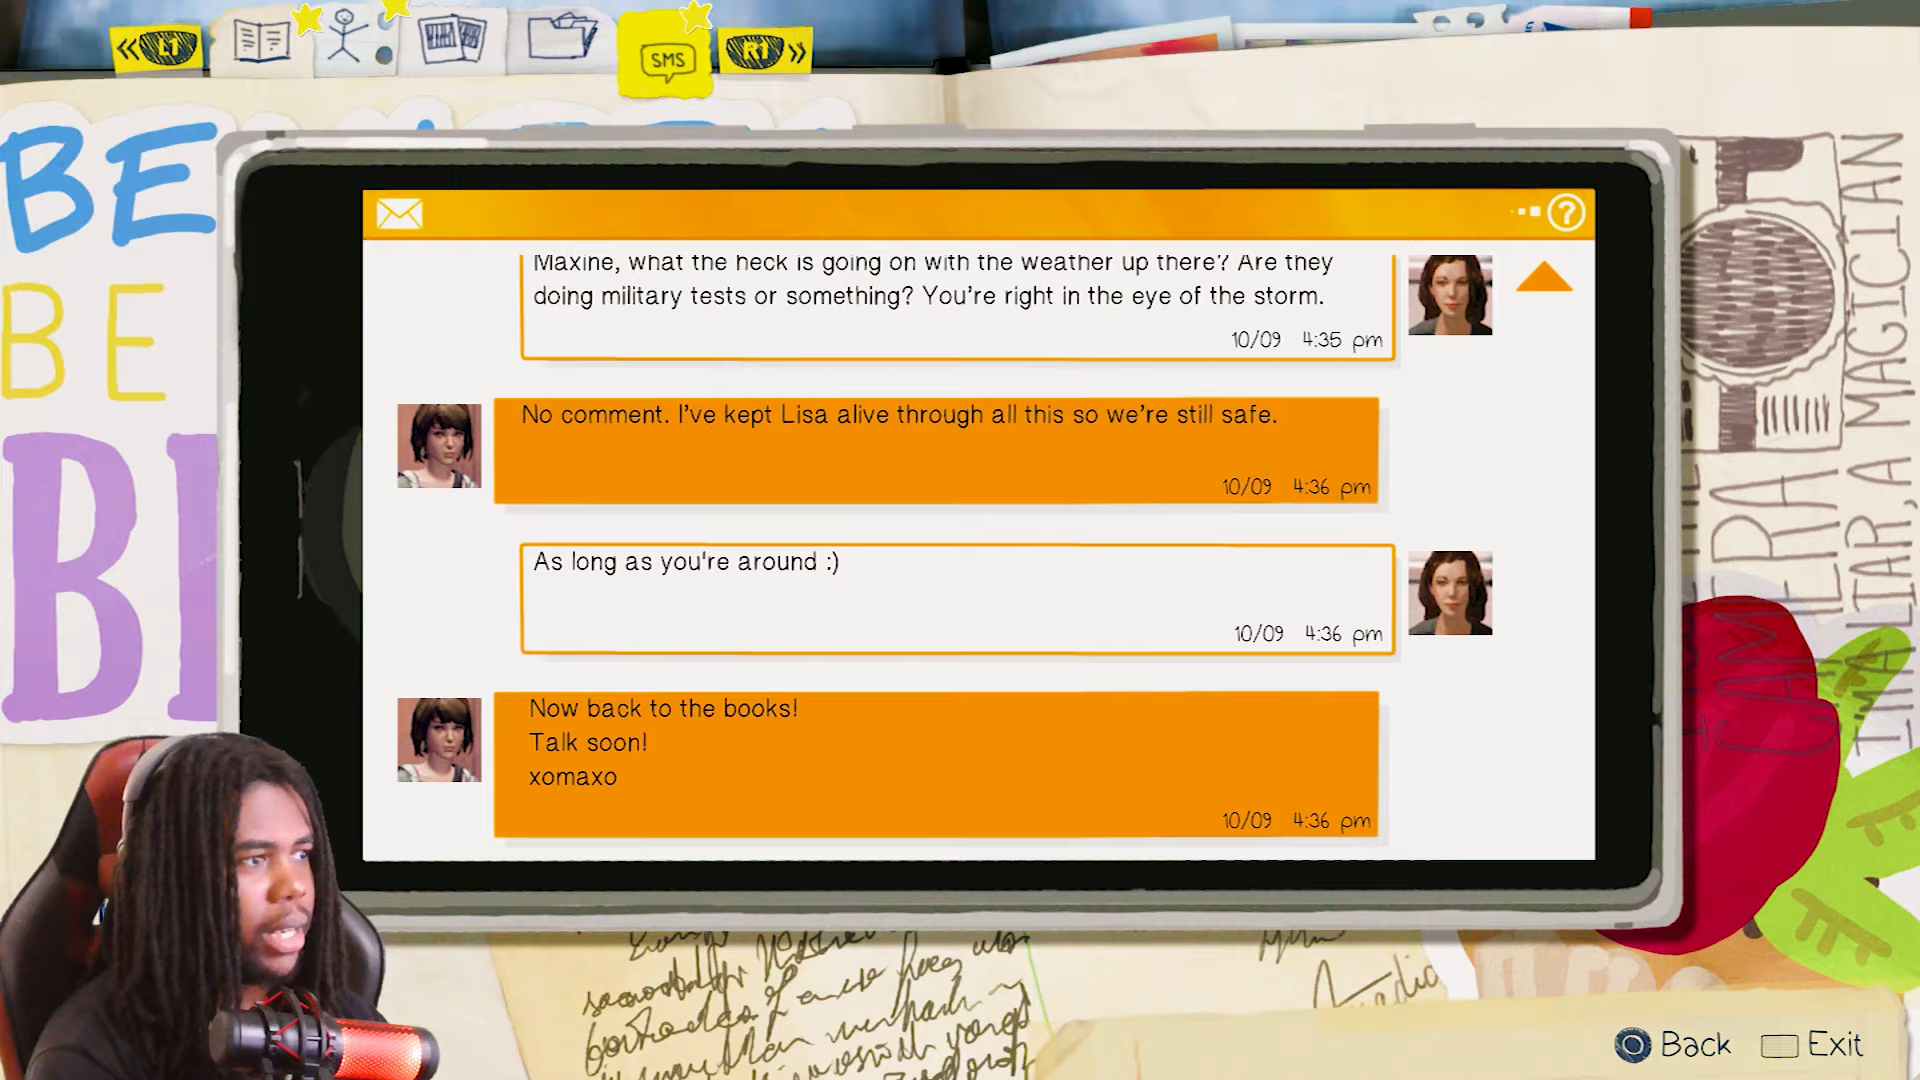 L1
SMS
R1
BE
BE
Maxine, what the heck is going on with the weather up there? Are they
doing military tests or something? You're right in the eye of the storm.
10/09 4:35 pm
No comment. I've kept Lisa alive through all this so we're still safe.
10/09 4:36 pm
As long as you're around :)
10/09 4:36 pm
Now back to the books!
Talk soon!
xomaxo
10/09 4:36 pm
A MAGICIAN
Back
Exit